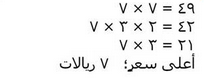 ٤٩ = ٧ × ٧
٤٢ = ٢ × ٣ × ٧
٢١ = ٣ × ٧
أعلى سعر؛ ٧ ريالات